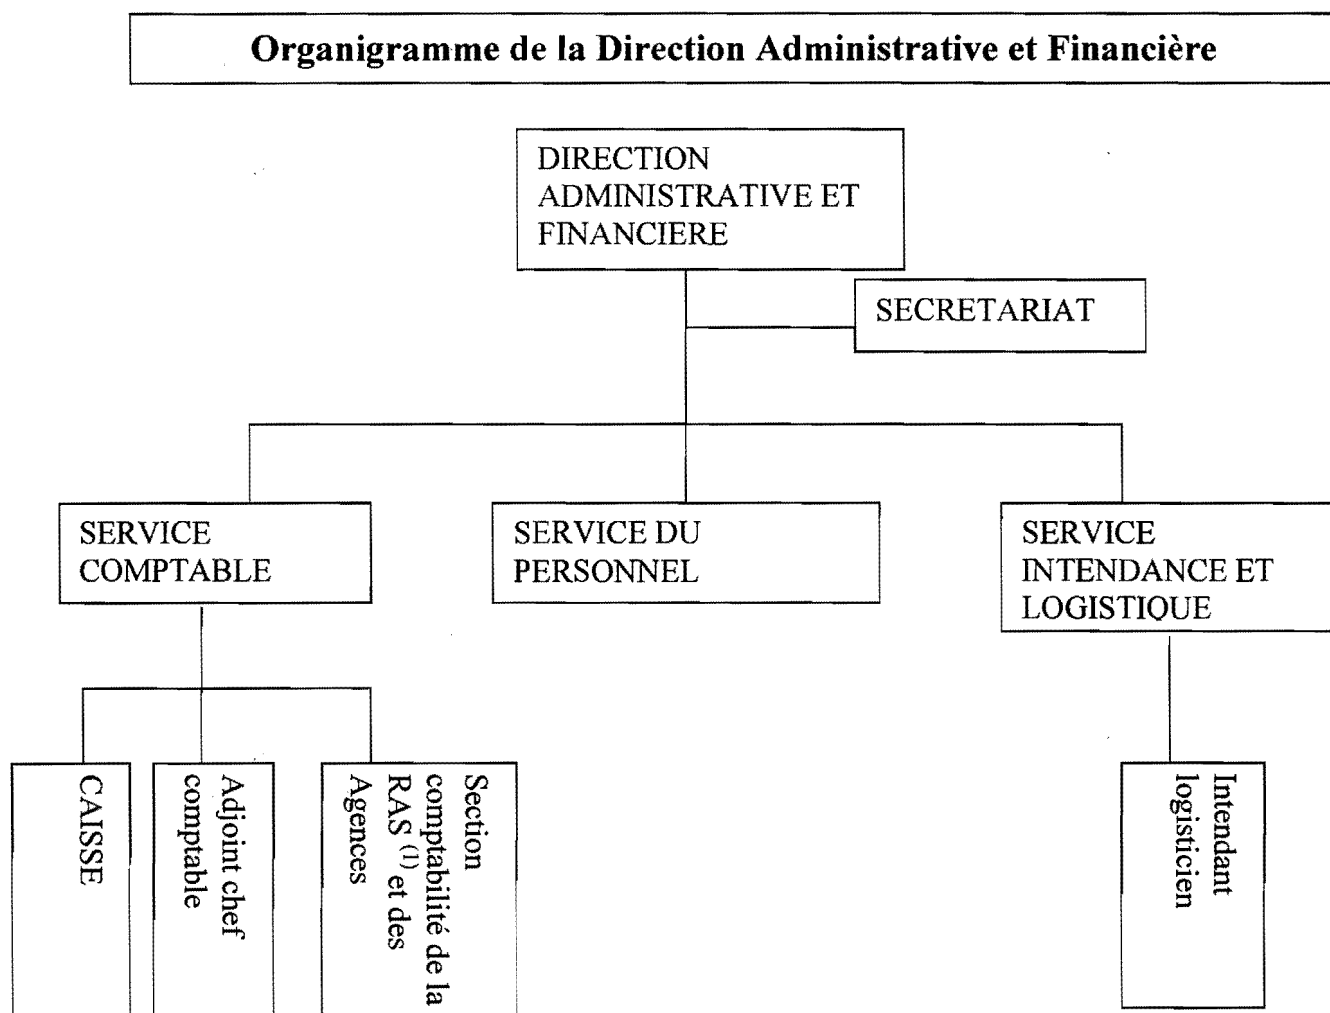 Organigramme de la Direction Administrative et Financière
DIRECTION
ADMINISTRATIVE ET
FINANCIERE
SECRETARIAT
SERVICE
COMPTABLE
SERVICE DU
PERSONNEL
SERVICE
INTENDANCE ET
LOGISTIQUE
CAISSE
Adjoint chef
comptable
Section
comptabilité de la
RAS (1) et des
Agences
Intendant
logisticien